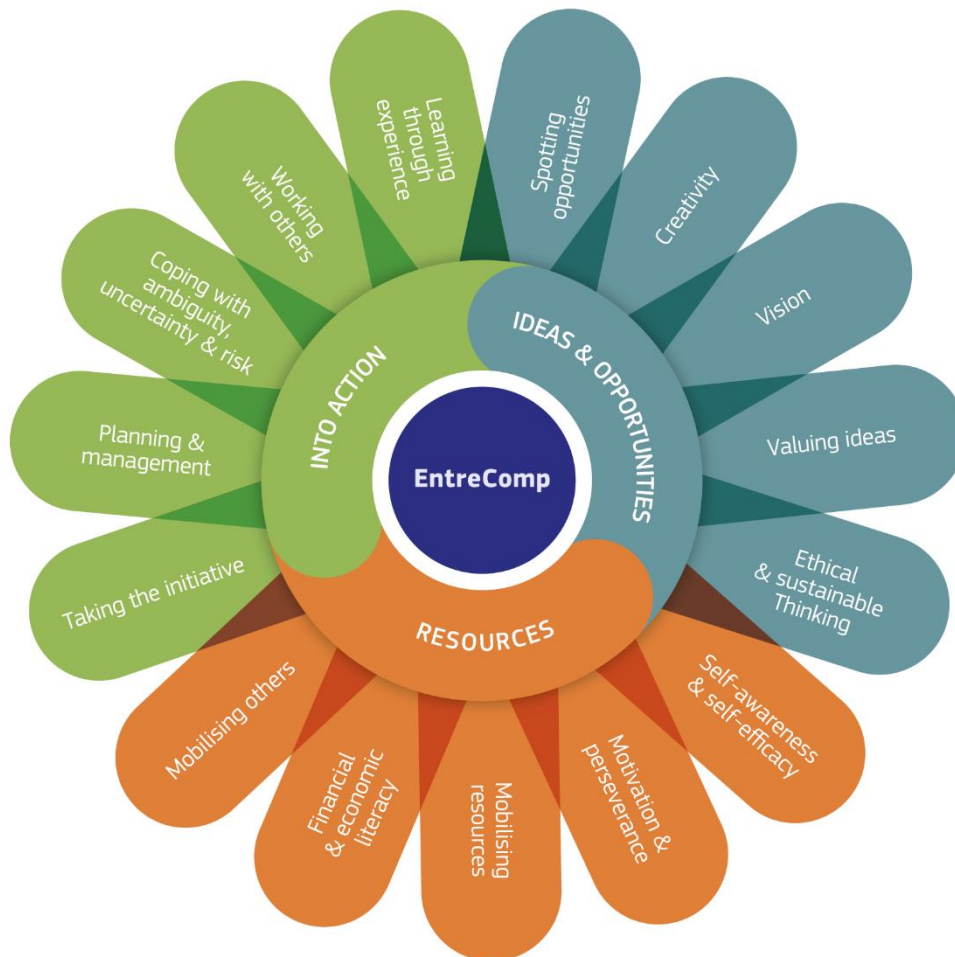 EntreComp
IDEAS & OPPORTUNITIES
Spotting
opportunities
Creativity
Vision
Valuing ideas
Ethical
& sustainable
Thinking
RESOURCES
Self-awareness
& self-efficacy
Motivation &
perseverance
Mobilising
resources
Financial
& economic
literacy
Mobilising others
INTO ACTION
Taking the initiative
Planning &
management
Coping with
ambiguity,
uncertainty & risk
Working
with others
Learning
through
experience